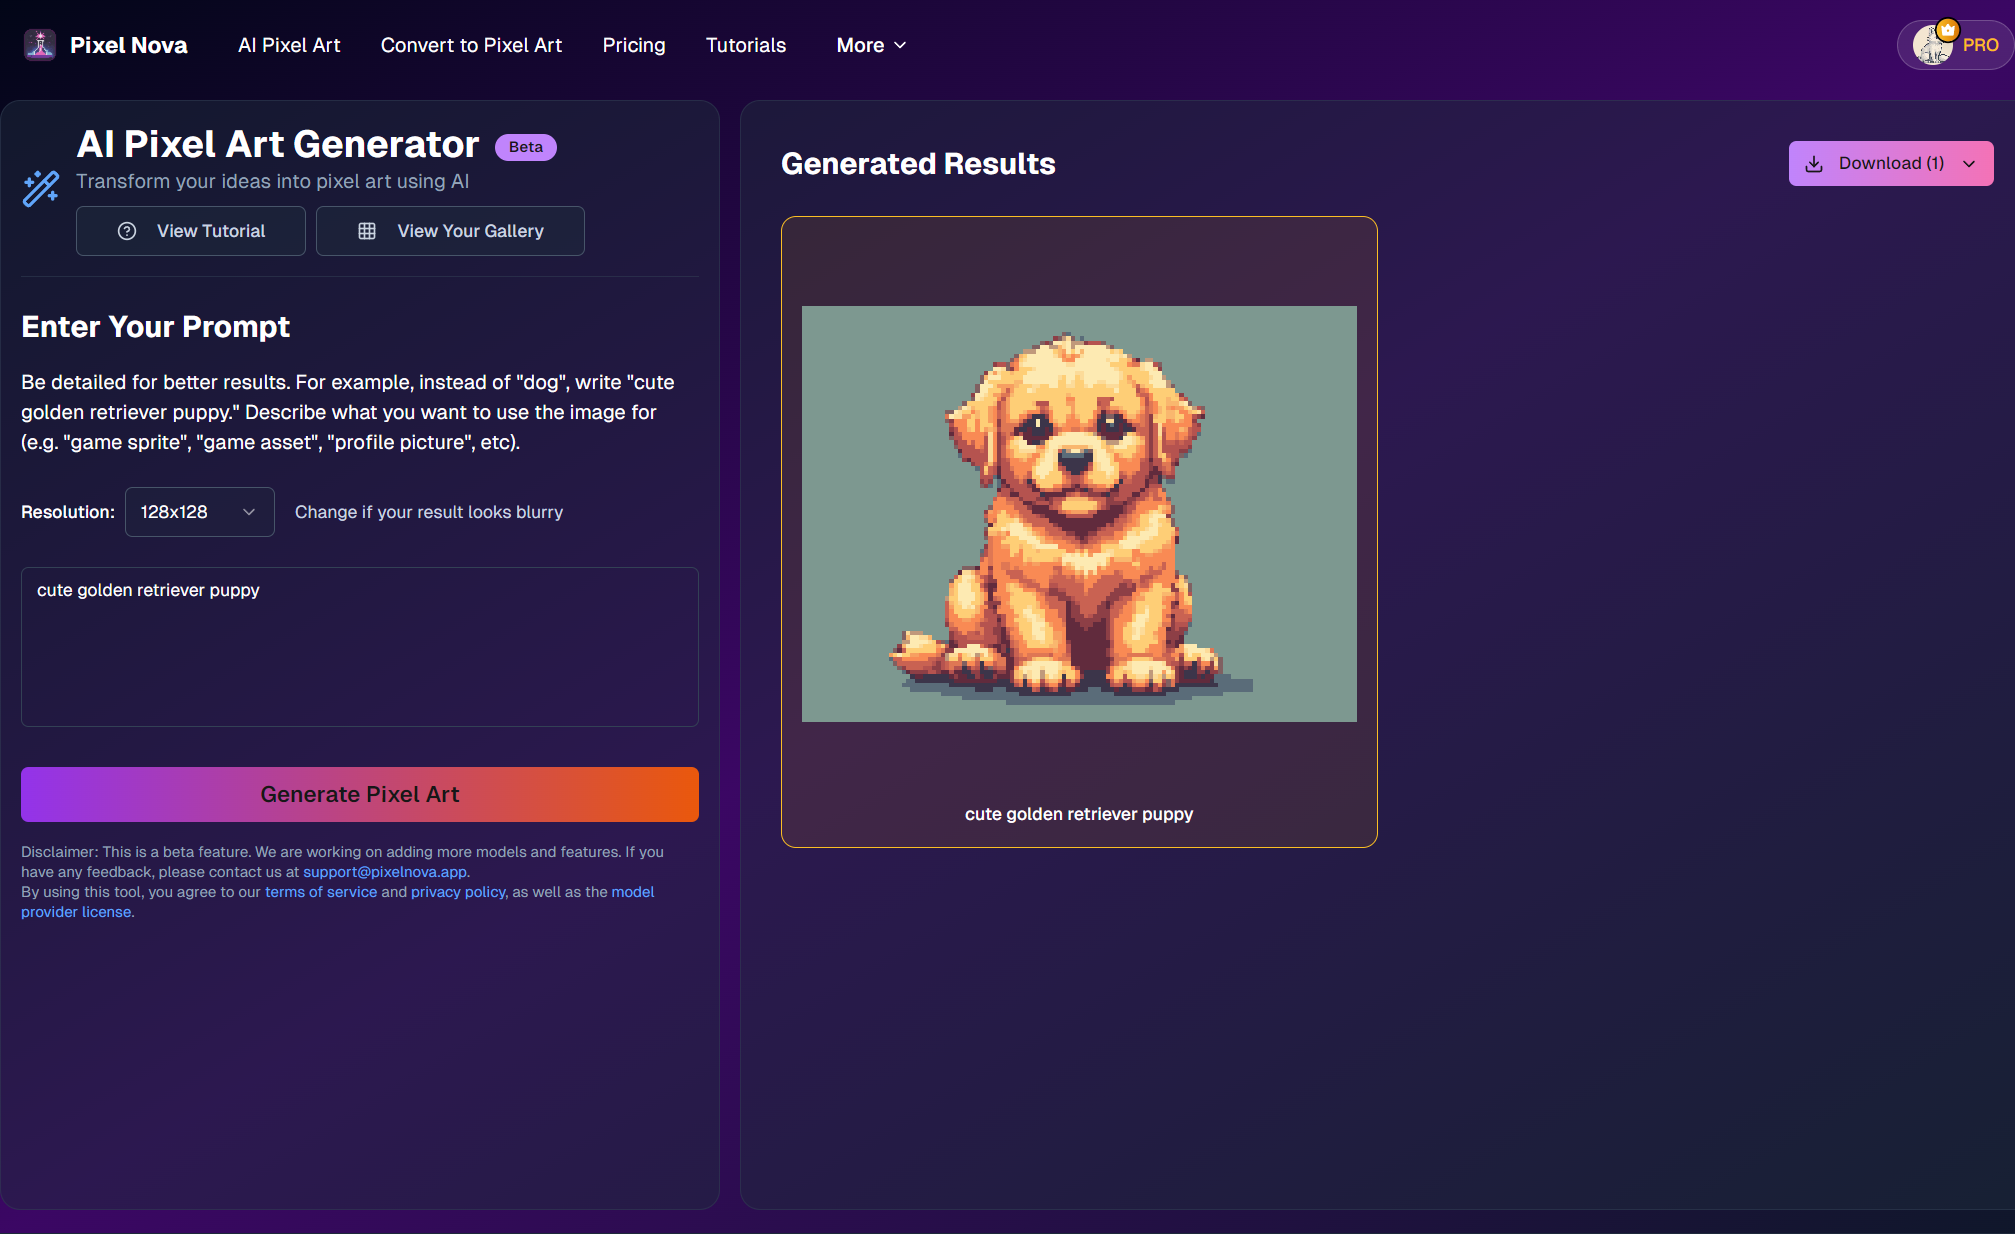 Pixel Nova
AI Pixel Art
Convert to Pixel Art
Pricing
Tutorials
More
PRO
AI Pixel Art Generator
Beta
Transform your ideas into pixel art using AI
View Tutorial
View Your Gallery
Enter Your Prompt
Be detailed for better results. For example, instead of "dog", write "cute
golden retriever puppy." Describe what you want to use the image for
(e.g. "game sprite", "game asset", "profile picture", etc).
Resolution:
128x128
Change if your result looks blurry
cute golden retriever puppy
Generate Pixel Art
Disclaimer: This is a beta feature. We are working on adding more models and features. If you
have any feedback, please contact us at support@pixelnova.app.
By using this tool, you agree to our terms of service and privacy policy, as well as the model
provider license.
Generated Results
Download (1)
cute golden retriever puppy